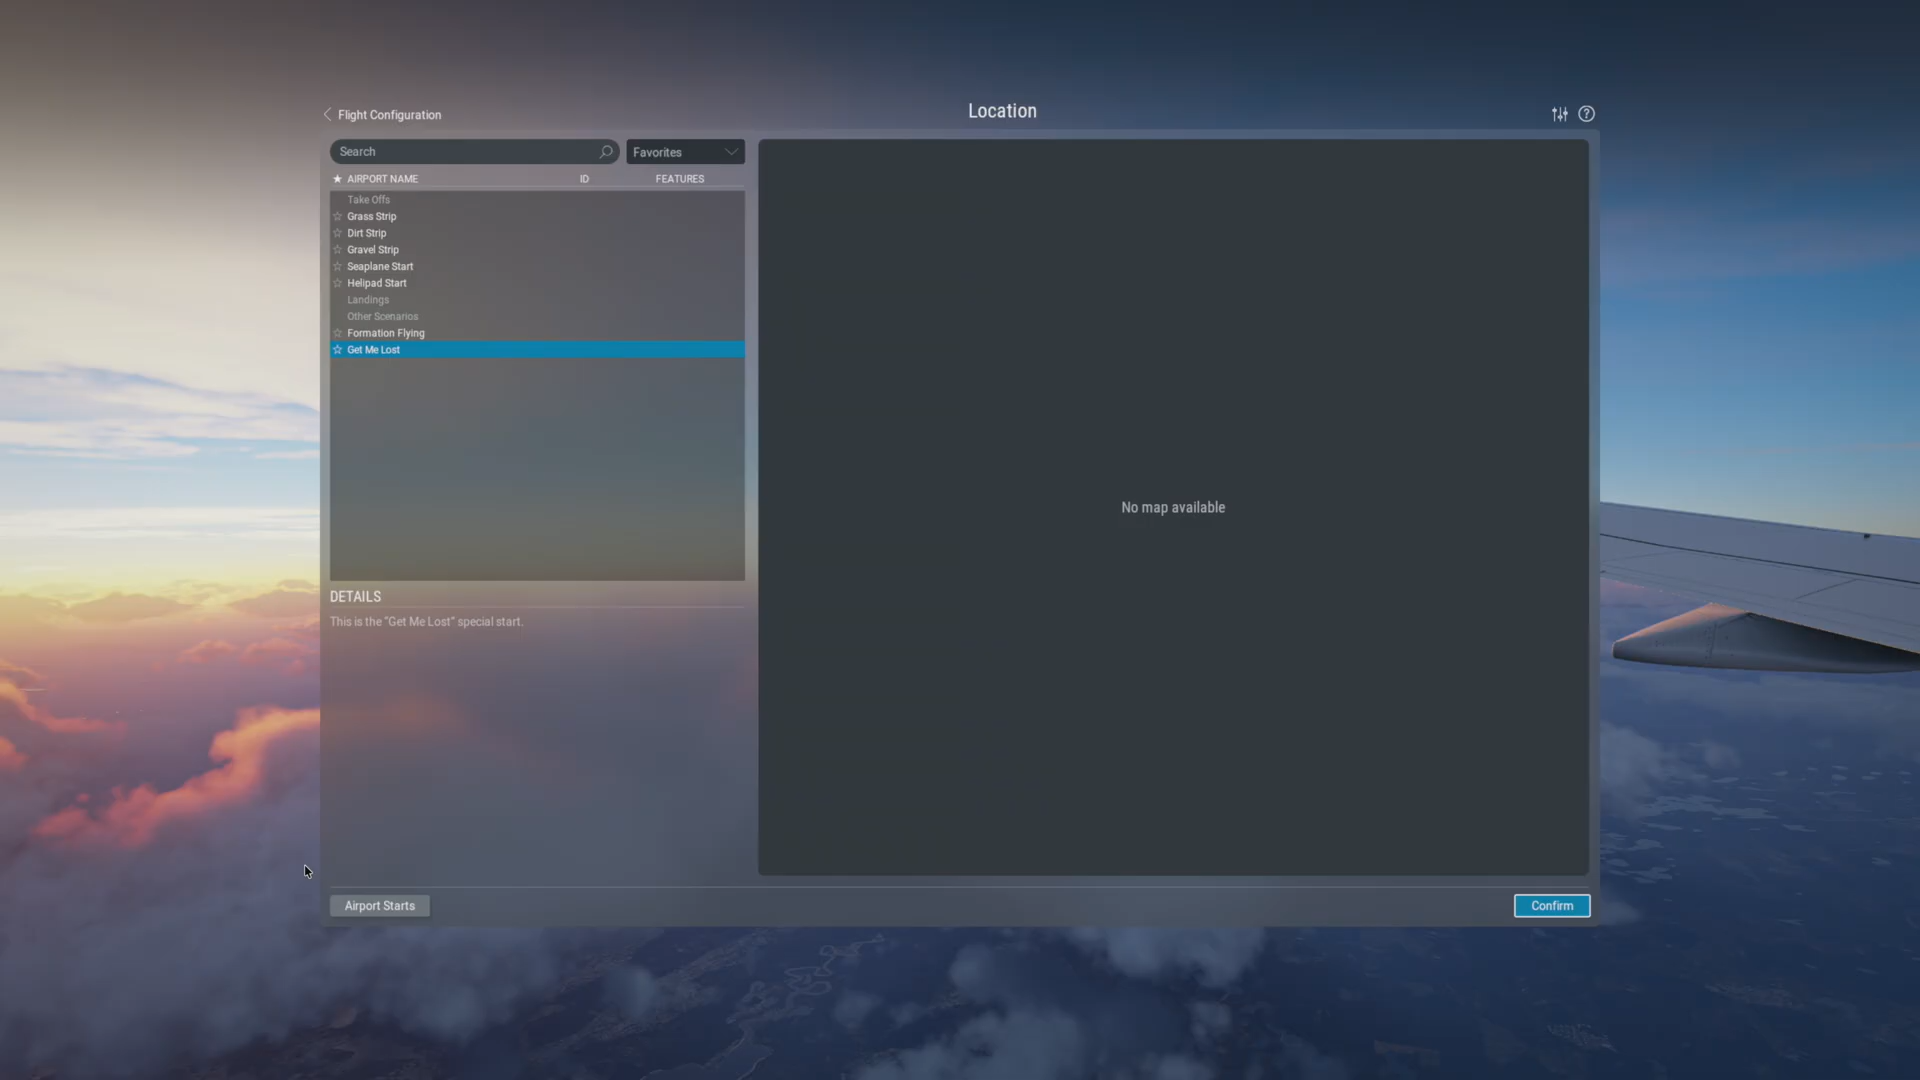 Flight Configuration
Location
Search
Favorites
★ AIRPORT NAME ID FEATURES
Take Offs
Grass Strip
Dirt Strip
Gravel Strip
Seaplane Start
Helipad Start
Landings
Other Scenarios
Formation Flying
Get Me Lost
No map available
DETAILS
This is the "Get Me Lost" special start.
Airport Starts
Confirm